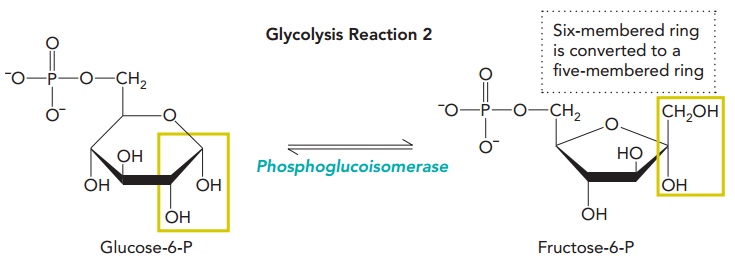 Glycolysis Reaction 2
Six-membered ring
is converted to a
five-membered ring
O
⁻O—P—O—CH₂
O⁻
O
OH
OH
OH
OH
Glucose-6-P
Phosphoglucoisomerase
O
⁻O—P—O—CH₂
O⁻
O
CH₂OH
HO
OH
OH
Fructose-6-P